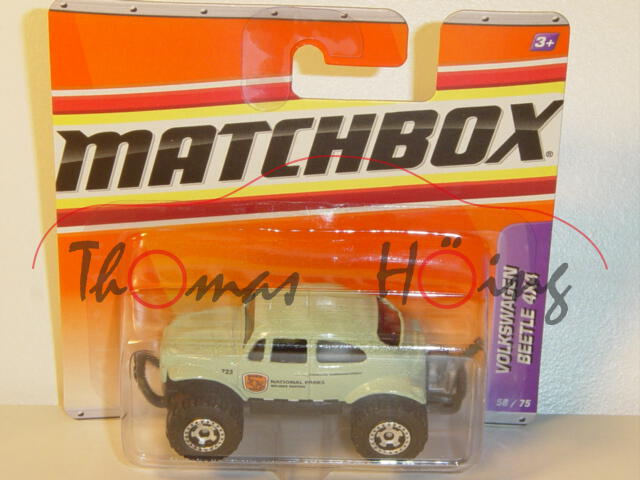 3+
MATCHBOX®
Thomas Höing
VOLKSWAGEN
BEETLE 4X4
58 / 75
723
NATIONAL PARKS